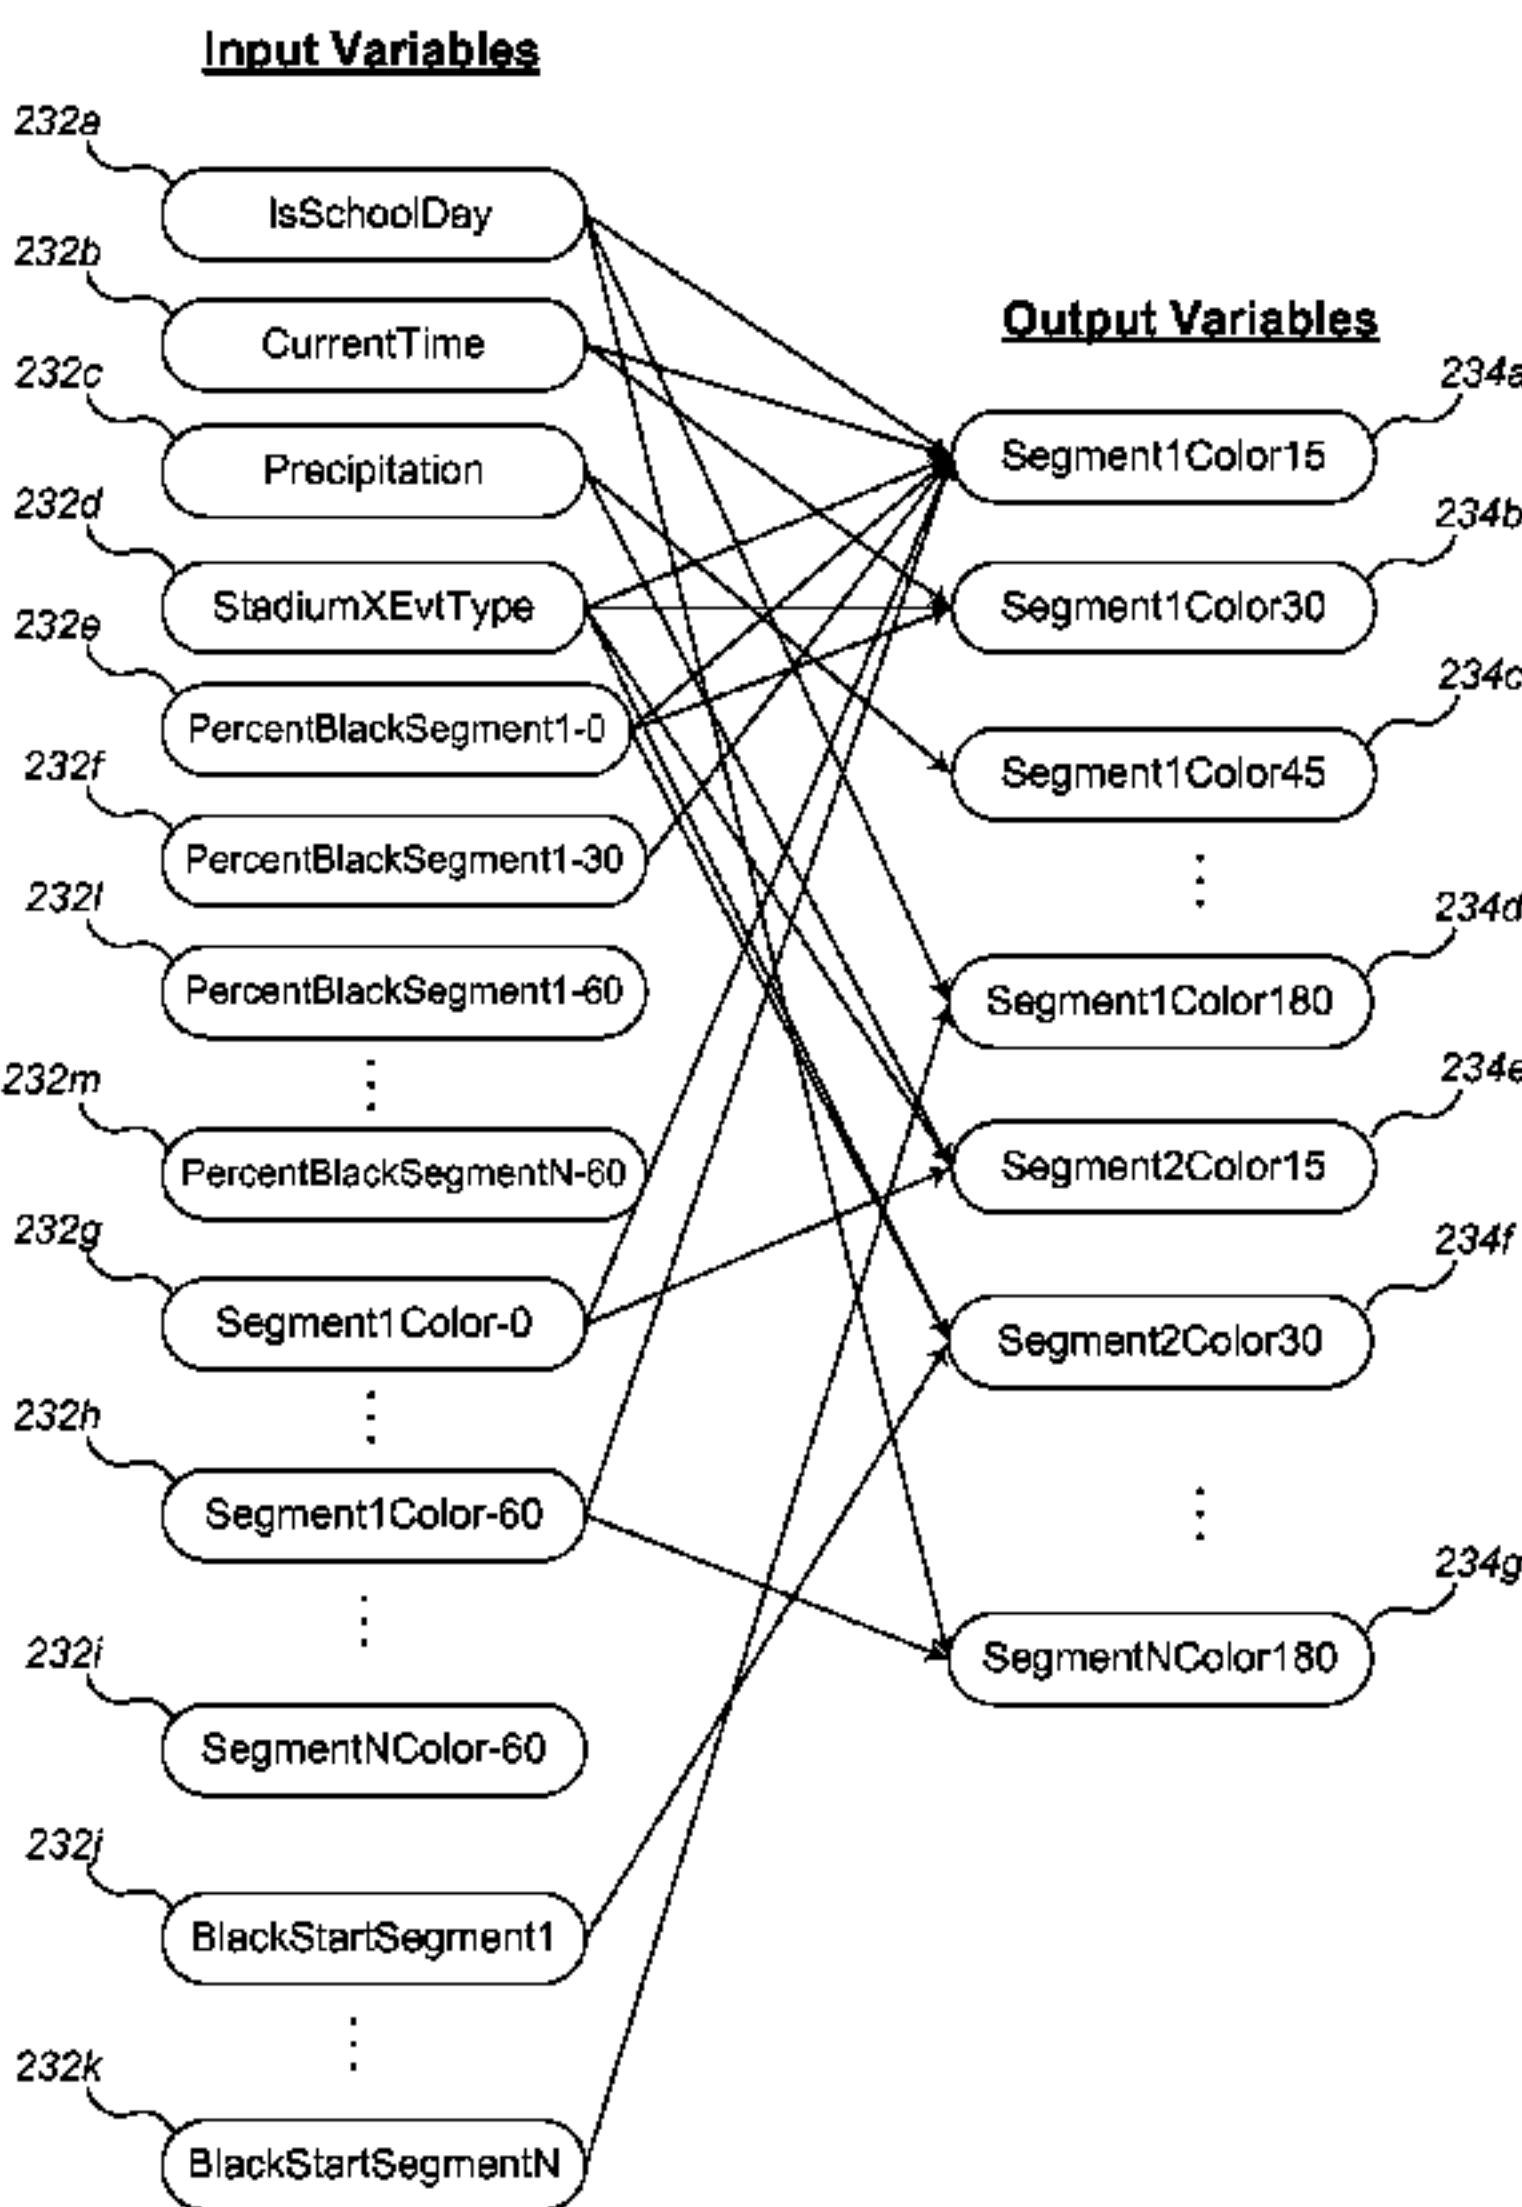 Input Variables
232a
IsSchoolDay
232b
CurrentTime
232c
Precipitation
232d
StadiumXEvtType
232e
PercentBlackSegment1-0
232f
PercentBlackSegment1-30
232l
PercentBlackSegment1-60
232m
PercentBlackSegmentN-60
232g
Segment1Color-0
232h
Segment1Color-60
232i
SegmentNColor-60
232j
BlackStartSegment1
232k
BlackStartSegmentN
Output Variables
234a
Segment1Color15
234b
Segment1Color30
234c
Segment1Color45
234d
Segment1Color180
234e
Segment2Color15
234f
Segment2Color30
234g
SegmentNColor180